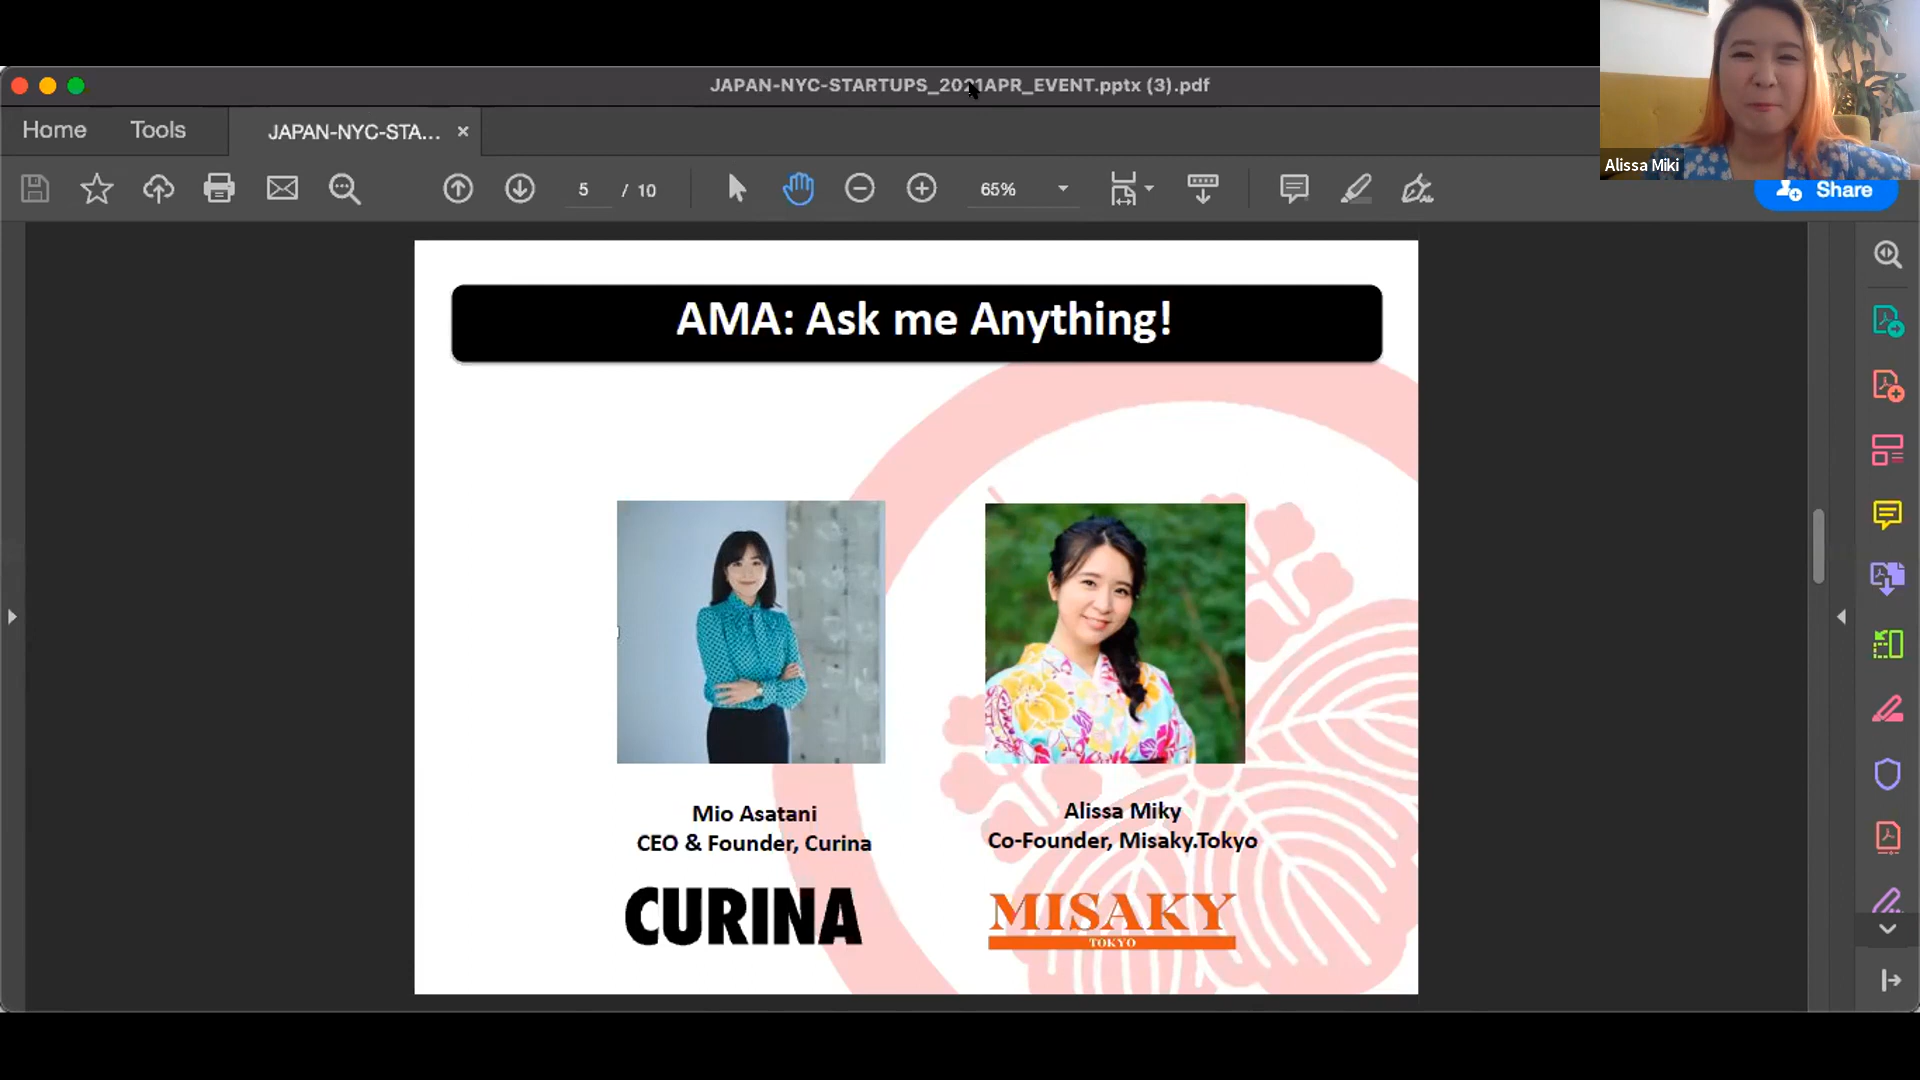 JAPAN-NYC-STARTUPS_2021APR_EVENT.pptx (3).pdf
Home
Tools
JAPAN-NYC-STA...
5 / 10
65%
Alissa Miki
Share
AMA: Ask me Anything!
Mio Asatani
CEO & Founder, Curina
CURINA
Alissa Miky
Co-Founder, Misaky.Tokyo
MISAKY
TOKYO